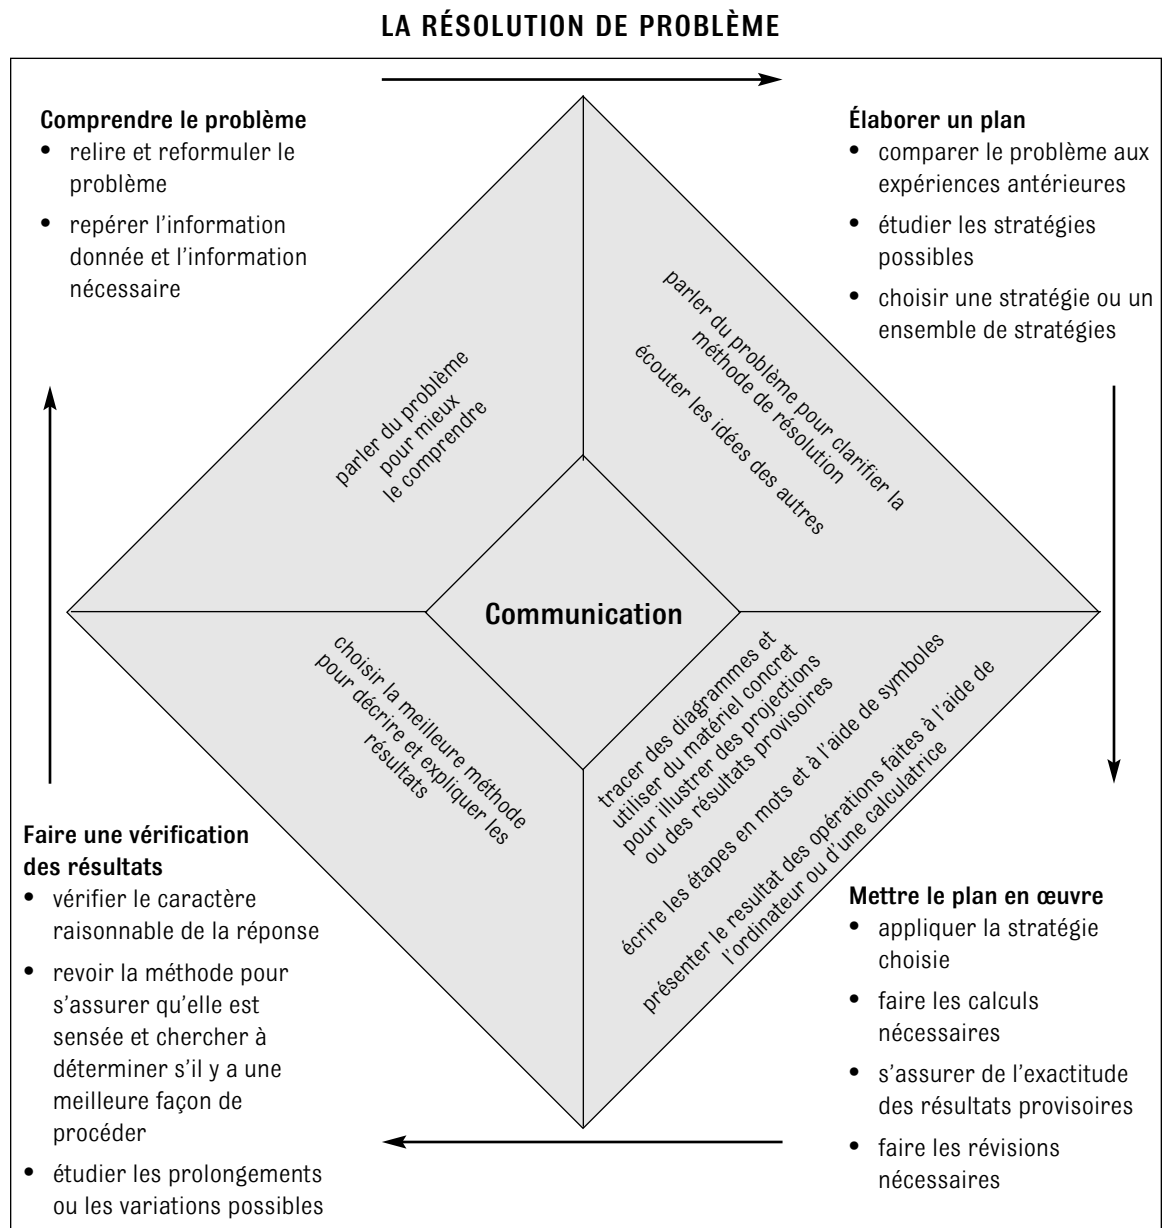 LA RÉSOLUTION DE PROBLÈME
Comprendre le problème
• relire et reformuler le
problème
• repérer l'information
donnée et l'information
nécessaire
Élaborer un plan
• comparer le problème aux
expériences antérieures
• étudier les stratégies
possibles
• choisir une stratégie ou un
ensemble de stratégies
parler du problème
pour mieux
le comprendre
parler du problème pour clarifier la
méthode de résolution
écouter les idées des autres
Communication
choisir la meilleure méthode
pour décrire et expliquer les
résultats
tracer des diagrammes et
utiliser du matériel concret
pour illustrer des projections
ou des résultats provisoires
écrire les étapes en mots et à l'aide de symboles
présenter le resultat des opérations faites à l'aide de
l'ordinateur ou d'une calculatrice
Faire une vérification
des résultats
• vérifier le caractère
raisonnable de la réponse
• revoir la méthode pour
s'assurer qu'elle est
sensée et chercher à
déterminer s'il y a une
meilleure façon de
procéder
• étudier les prolongements
ou les variations possibles
Mettre le plan en œuvre
• appliquer la stratégie
choisie
• faire les calculs
nécessaires
• s'assurer de l'exactitude
des résultats provisoires
• faire les révisions
nécessaires